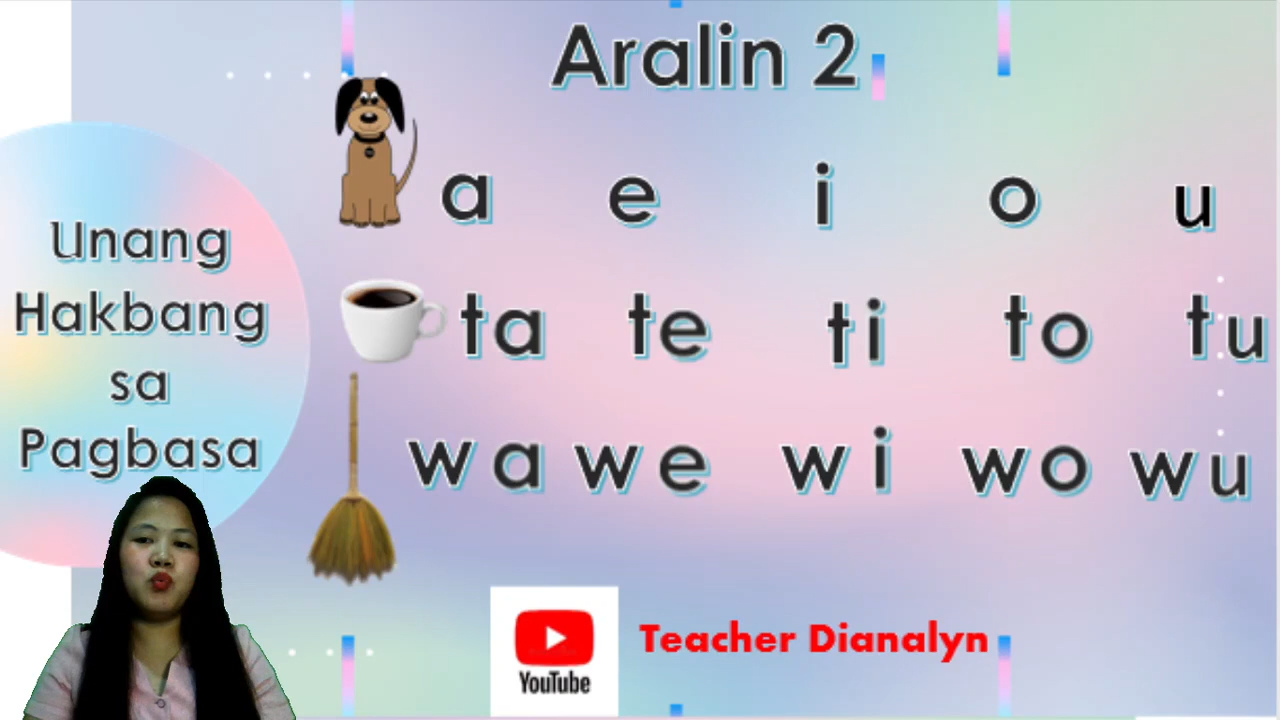 Aralin 2
Unang
Hakbang
sa
Pagbasa
a e i o u
ta te ti to tu
wa we wi wo wu
YouTube
Teacher Dianalyn